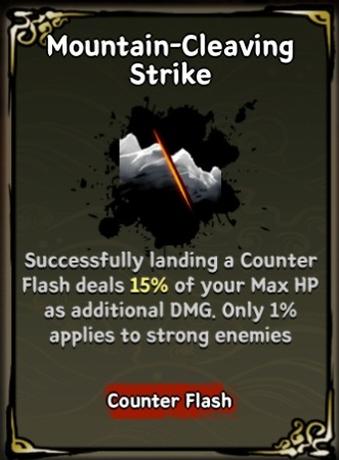 Mountain-Cleaving
Strike
Successfully landing a Counter
Flash deals 15% of your Max HP
as additional DMG. Only 1%
applies to strong enemies
Counter Flash